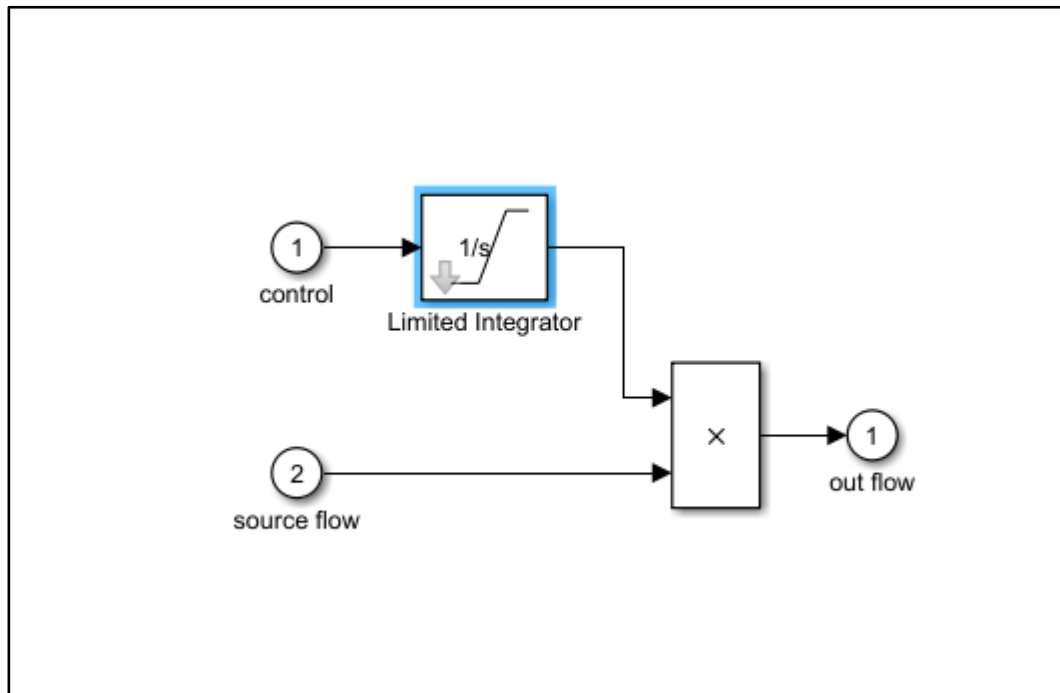 1
control
1/s
Limited Integrator
×
2
source flow
1
out flow